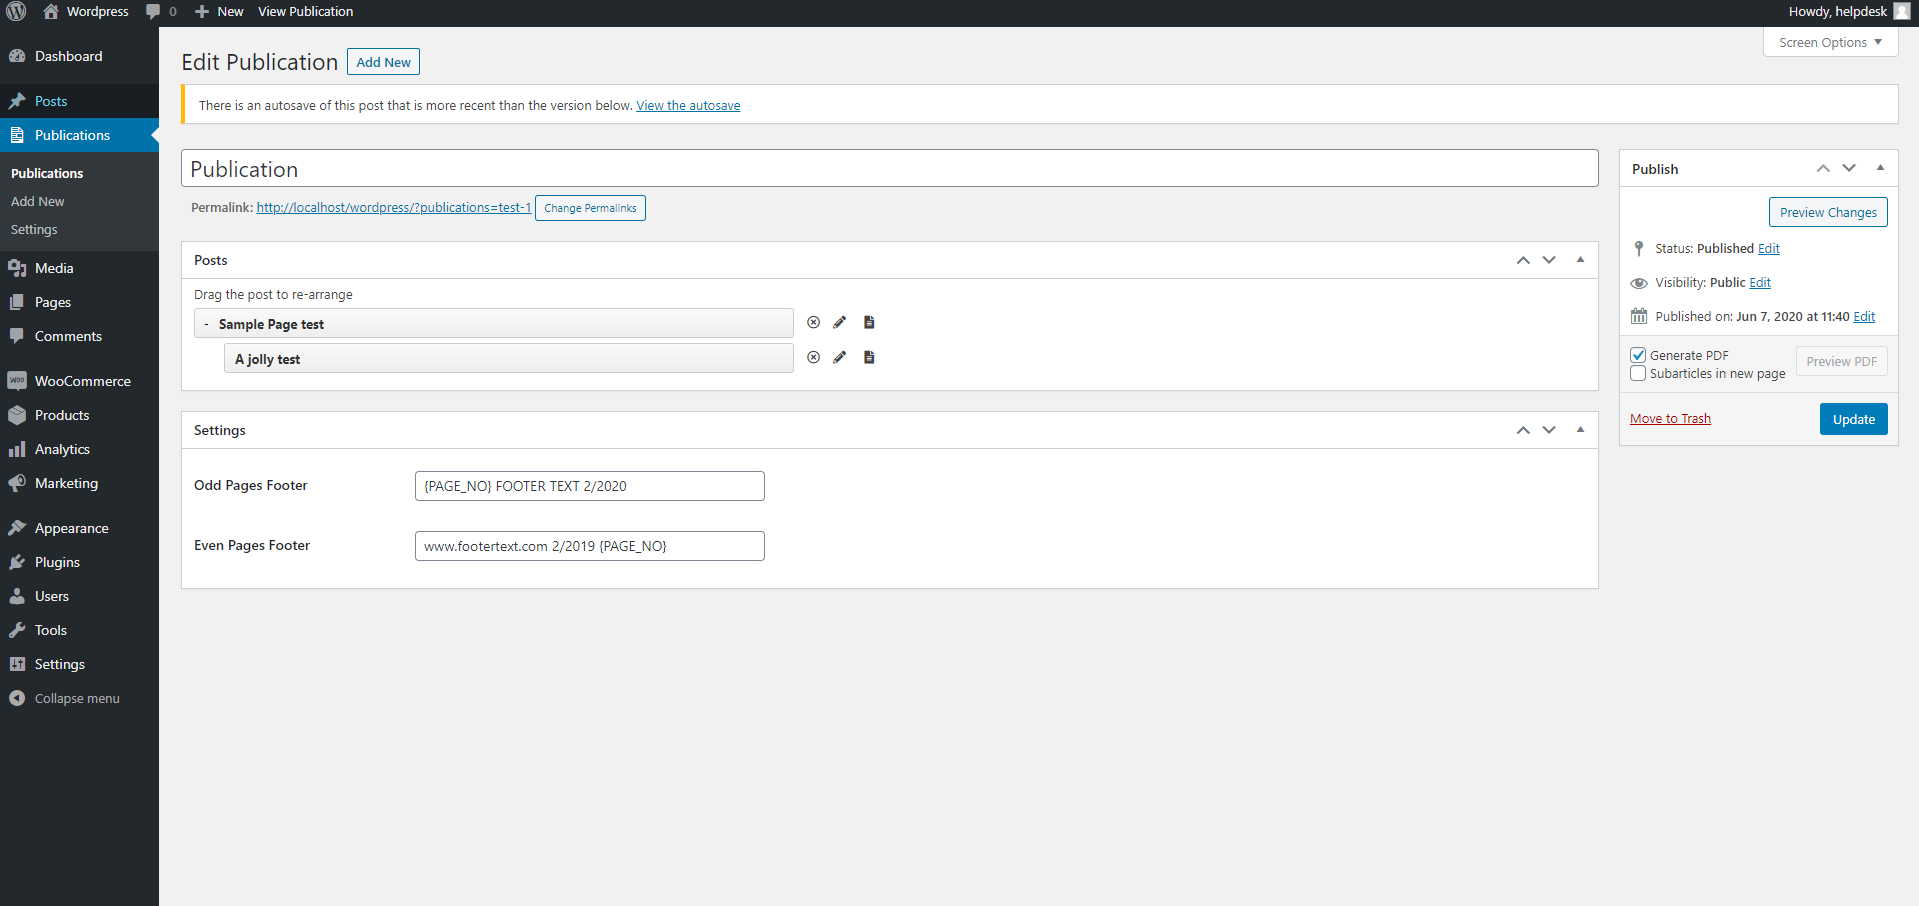 Wordpress 0 New View Publication Howdy, helpdesk
Screen Options
Dashboard
Posts
Publications
Publications
Add New
Settings
Media
Pages
Comments
WooCommerce
Products
Analytics
Marketing
Appearance
Plugins
Users
Tools
Settings
Collapse menu
Edit Publication Add New
There is an autosave of this post that is more recent than the version below. View the autosave
Publication
Permalink: http://localhost/wordpress/?publications=test-1 Change Permalinks
Posts
Drag the post to re-arrange
- Sample Page test
A jolly test
Settings
Odd Pages Footer {PAGE_NO} FOOTER TEXT 2/2020
Even Pages Footer www.footertext.com 2/2019 {PAGE_NO}
Publish
Preview Changes
Status: Published Edit
Visibility: Public Edit
Published on: Jun 7, 2020 at 11:40 Edit
Generate PDF Preview PDF
Subarticles in new page
Move to Trash Update